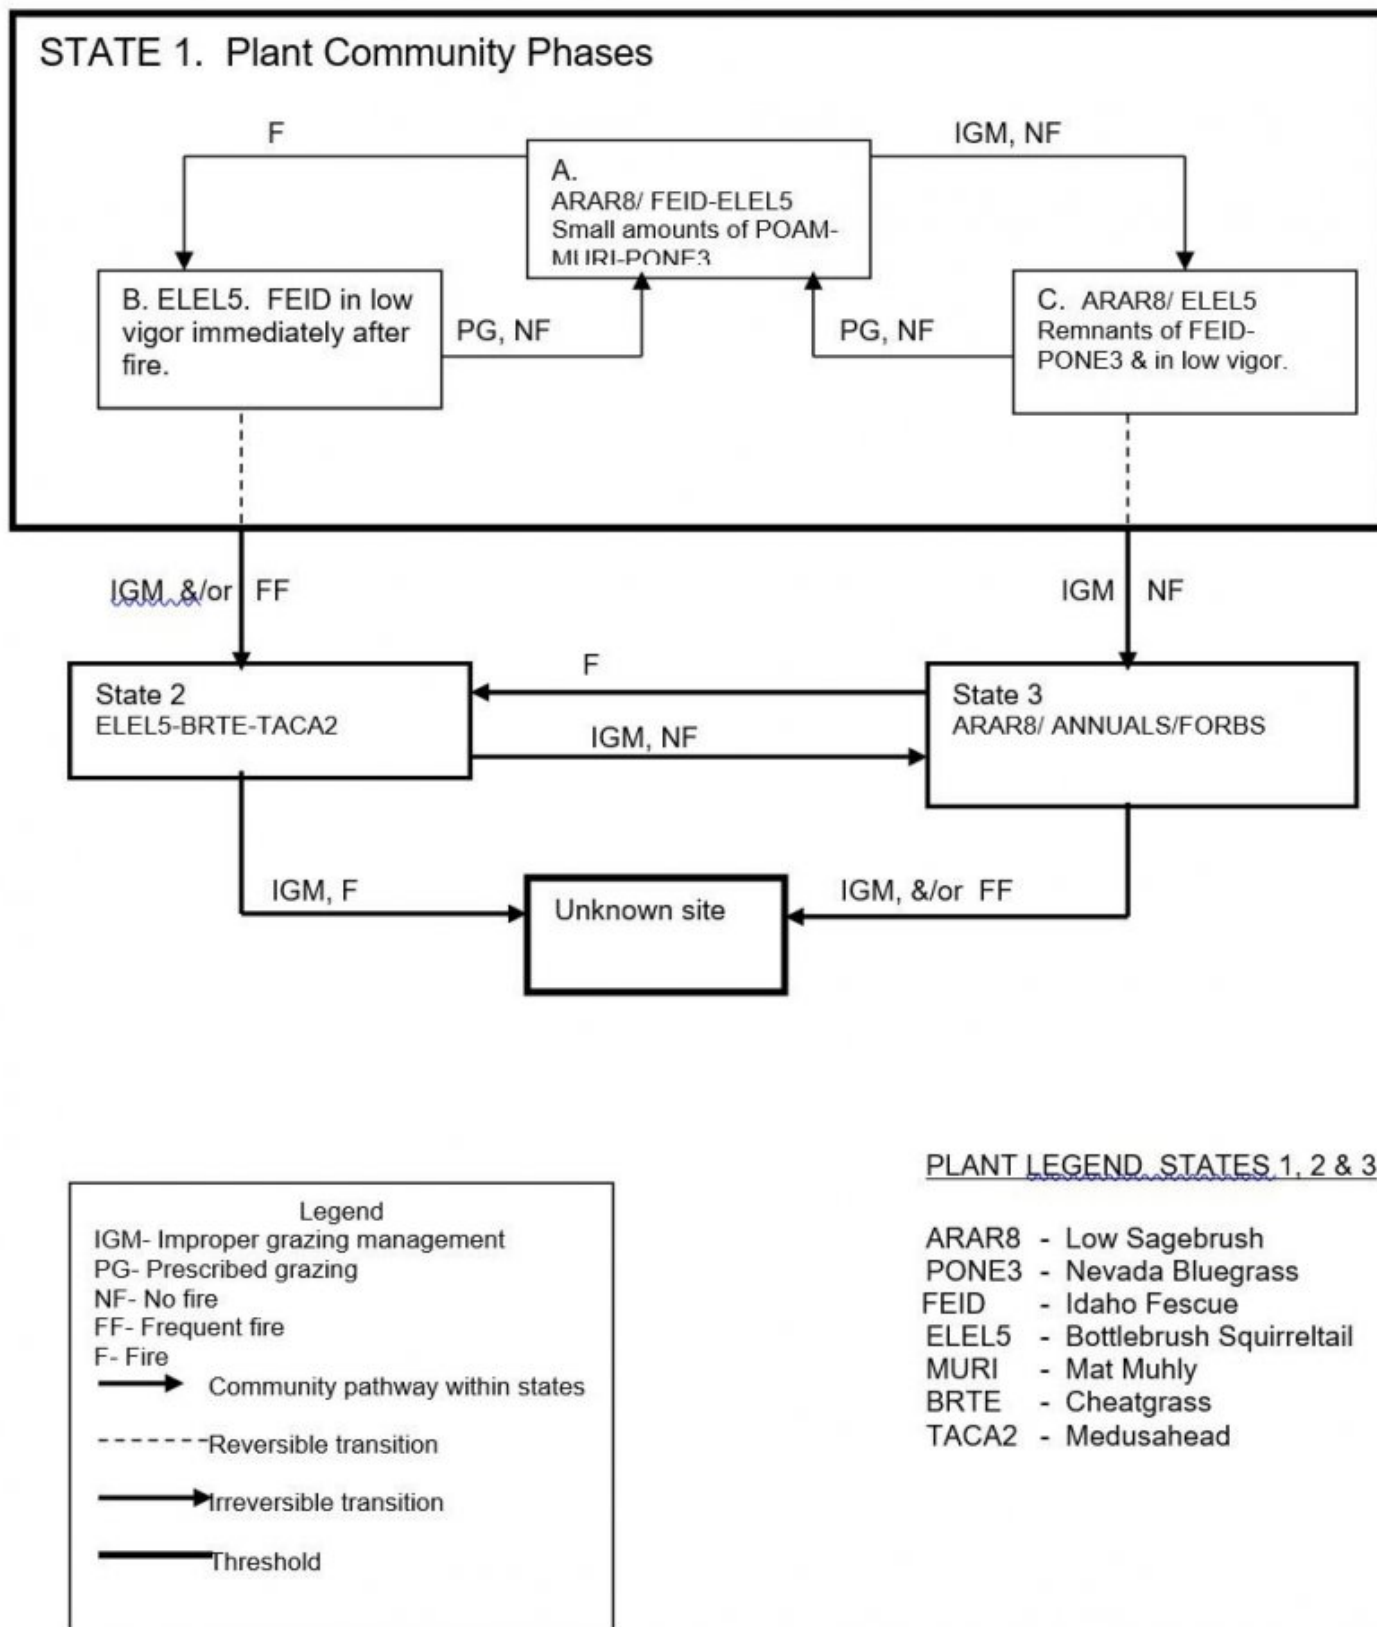 STATE 1.  Plant Community Phases
F
IGM, NF
A.
ARAR8/ FEID-ELEL5
Small amounts of POAM-
MURI-PONE3
B. ELEL5.  FEID in low
vigor immediately after
fire.
PG, NF
PG, NF
C.  ARAR8/ ELEL5
Remnants of FEID-
PONE3 & in low vigor.
IGM  &/or  FF
IGM  NF
State 2
ELEL5-BRTE-TACA2
F
IGM, NF
State 3
ARAR8/ ANNUALS/FORBS
IGM, F
Unknown site
IGM, &/or  FF
Legend
IGM- Improper grazing management
PG- Prescribed grazing
NF- No fire
FF- Frequent fire
F- Fire
Community pathway within states
Reversible transition
Irreversible transition
Threshold
PLANT LEGEND  STATES 1, 2 & 3
ARAR8  -  Low Sagebrush
PONE3  -  Nevada Bluegrass
FEID  -  Idaho Fescue
ELEL5  -  Bottlebrush Squirreltail
MURI  -  Mat Muhly
BRTE  -  Cheatgrass
TACA2  -  Medusahead